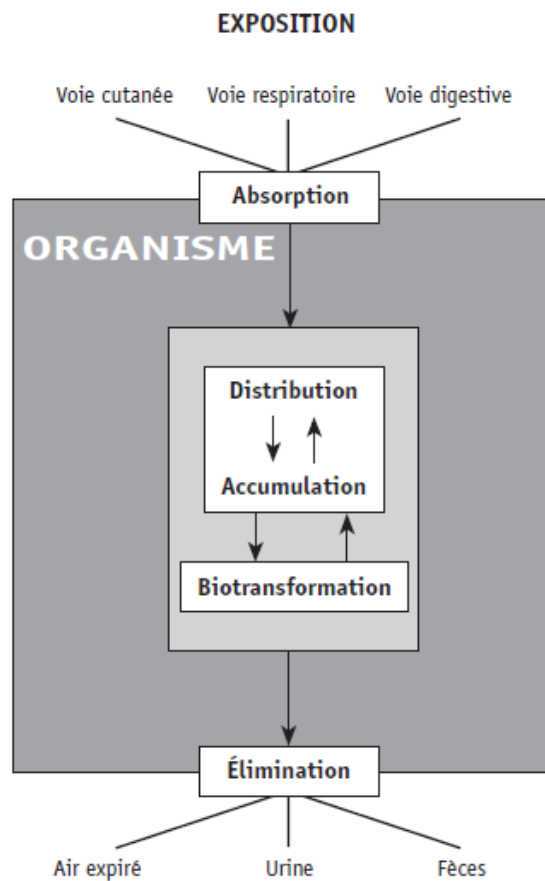 EXPOSITION
Voie cutanée Voie respiratoire Voie digestive
Absorption
ORGANISME
Distribution
Accumulation
Biotransformation
Élimination
Air expiré Urine Fèces